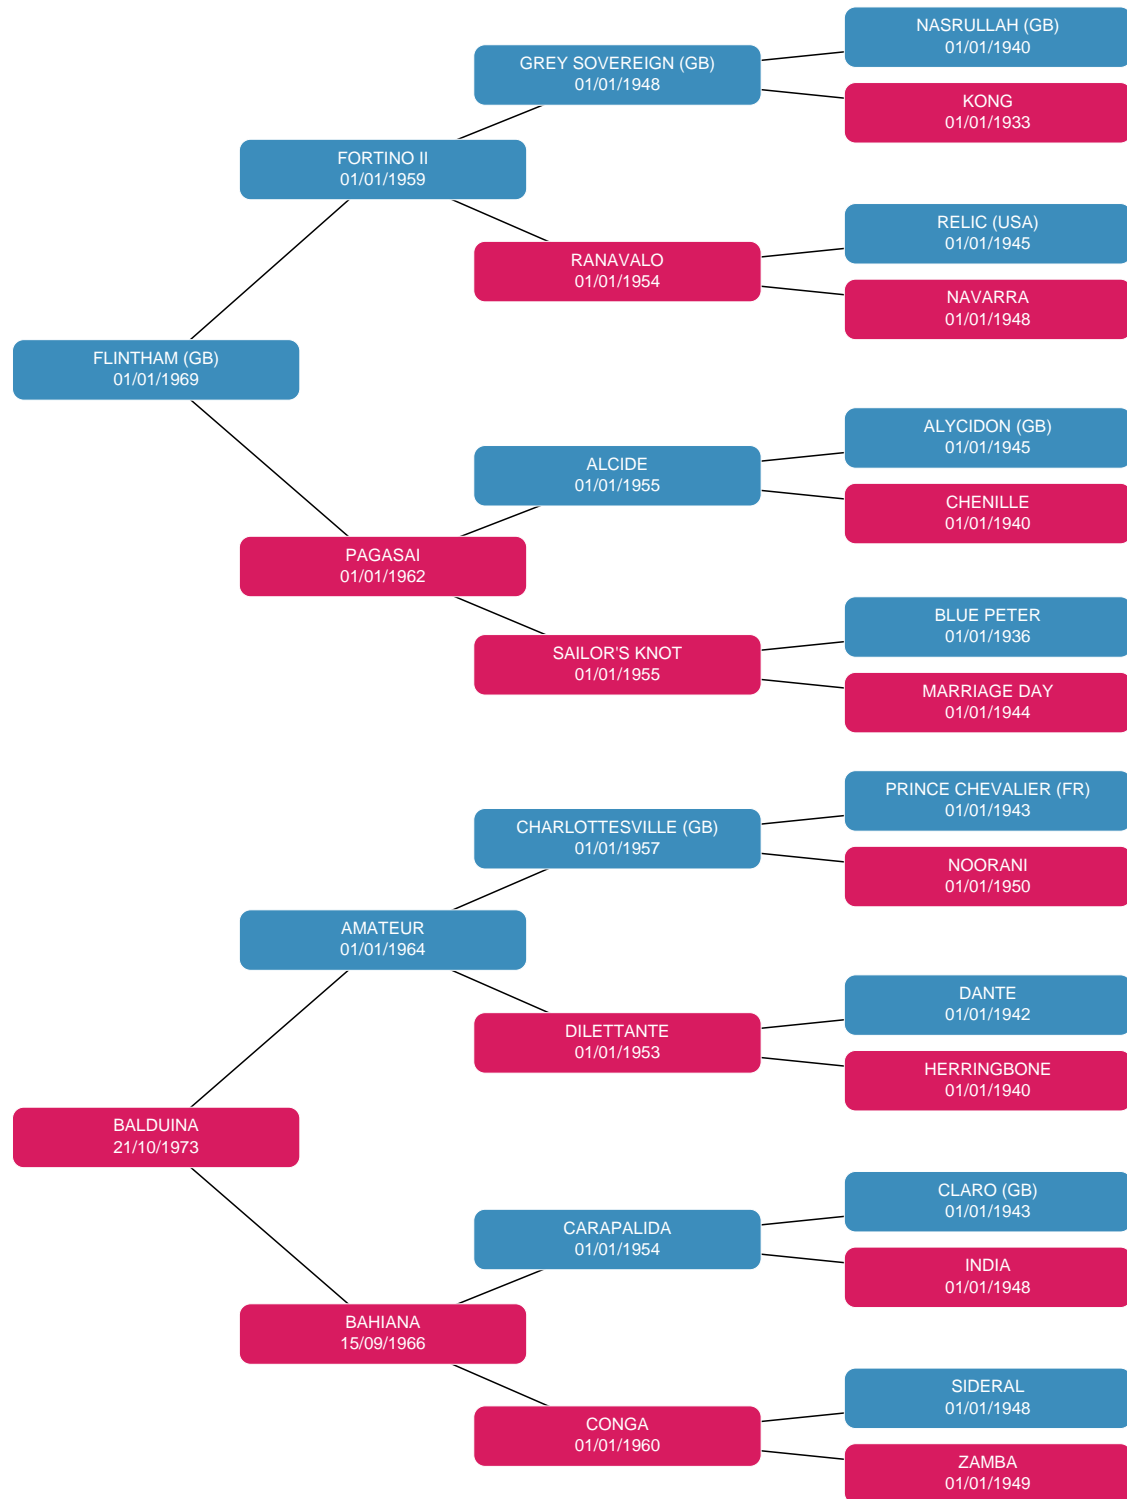 NASRULLAH (GB)
01/01/1940
GREY SOVEREIGN (GB)
01/01/1948
KONG
01/01/1933
FORTINO II
01/01/1959
RELIC (USA)
01/01/1945
RANAVALO
01/01/1954
NAVARRA
01/01/1948
FLINTHAM (GB)
01/01/1969
ALYCIDON (GB)
01/01/1945
ALCIDE
01/01/1955
CHENILLE
01/01/1940
PAGASAI
01/01/1962
BLUE PETER
01/01/1936
SAILOR'S KNOT
01/01/1955
MARRIAGE DAY
01/01/1944
PRINCE CHEVALIER (FR)
01/01/1943
CHARLOTTESVILLE (GB)
01/01/1957
NOORANI
01/01/1950
AMATEUR
01/01/1964
DANTE
01/01/1942
DILETTANTE
01/01/1953
HERRINGBONE
01/01/1940
BALDUINA
21/10/1973
CLARO (GB)
01/01/1943
CARAPALIDA
01/01/1954
INDIA
01/01/1948
BAHIANA
15/09/1966
SIDERAL
01/01/1948
CONGA
01/01/1960
ZAMBA
01/01/1949